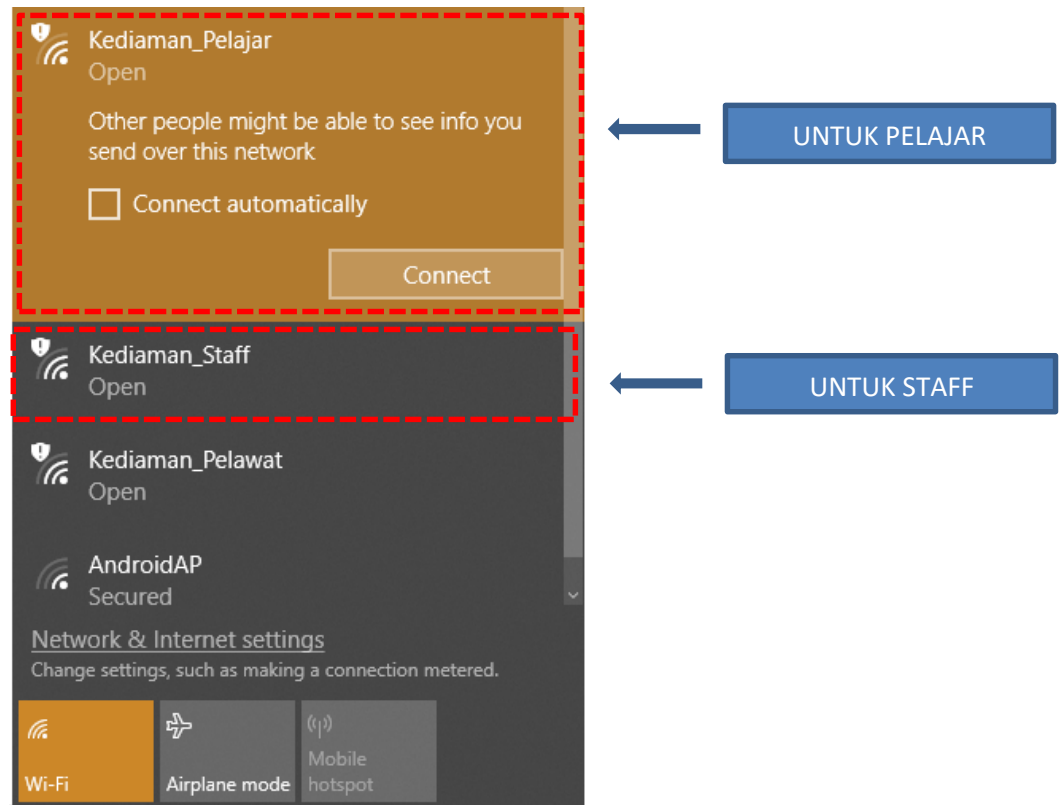 Kediaman_Pelajar
Open
Other people might be able to see info you
send over this network
Connect automatically
Connect
UNTUK PELAJAR
Kediaman_Staff
Open
UNTUK STAFF
Kediaman_Pelawat
Open
AndroidAP
Secured
Network & Internet settings
Change settings, such as making a connection metered.
Wi-Fi
Airplane mode
Mobile
hotspot